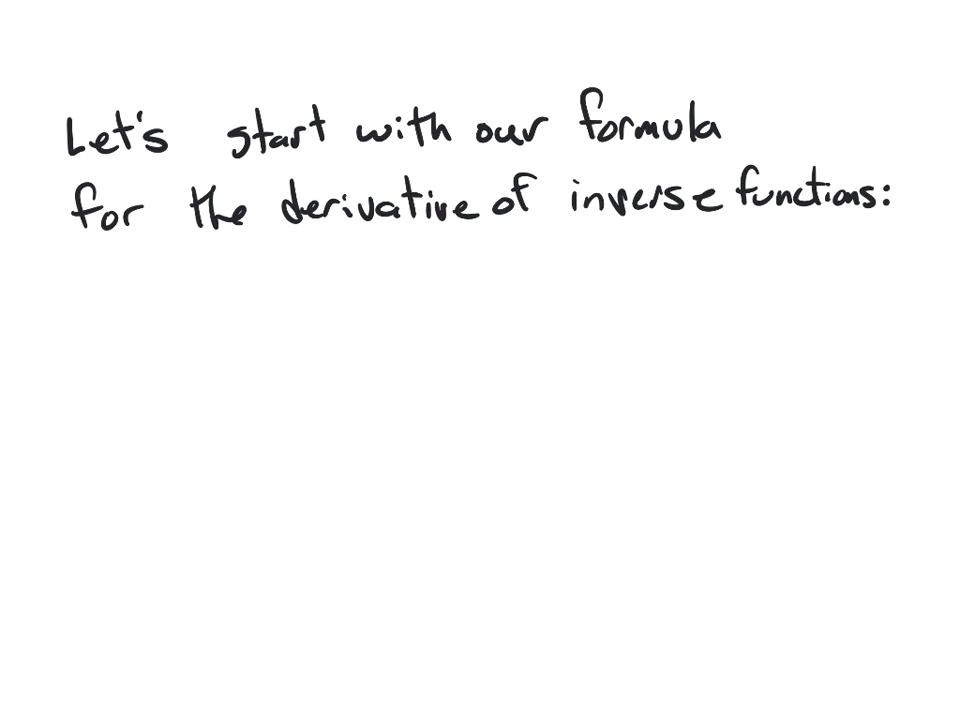 Let's start with our formula
for the derivative of inverse functions: